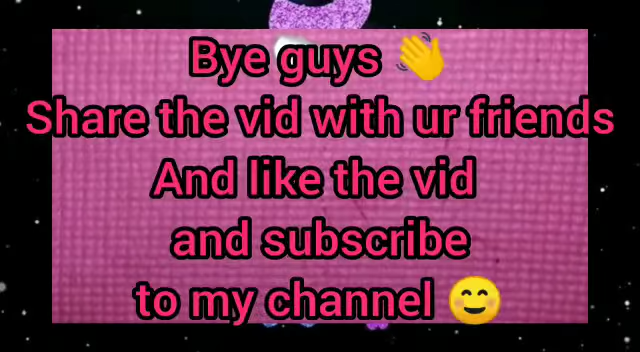 Bye guys 👋
Share the vid with ur friends
And like the vid
and subscribe
to my channel 😊